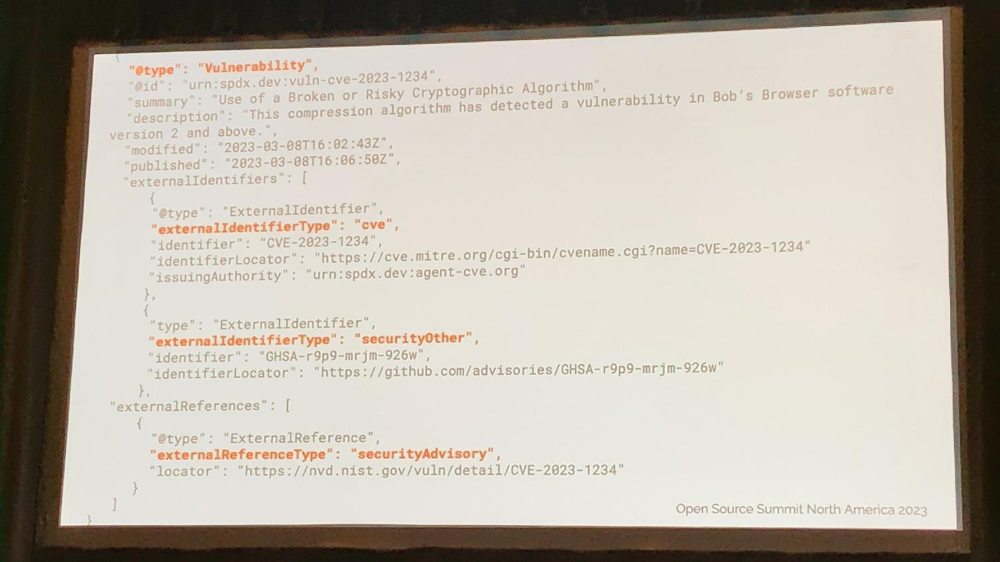 {
"@type": "Vulnerability",
"@id": "urn:spdx.dev:vuln-cve-2023-1234",
"summary": "Use of a Broken or Risky Cryptographic Algorithm",
"description": "This compression algorithm has detected a vulnerability in Bob's Browser software
version 2 and above.",
"modified": "2023-03-08T16:02:43Z",
"published": "2023-03-08T16:06:50Z",
"externalIdentifiers": [
{
"@type": "ExternalIdentifier",
"externalIdentifierType": "cve",
"identifier": "CVE-2023-1234",
"identifierLocator": "https://cve.mitre.org/cgi-bin/cvename.cgi?name=CVE-2023-1234"
"issuingAuthority": "urn:spdx.dev:agent-cve.org"
},
{
"type": "ExternalIdentifier",
"externalIdentifierType": "securityOther",
"identifier": "GHSA-r9p9-mrjm-926w",
"identifierLocator": "https://github.com/advisories/GHSA-r9p9-mrjm-926w"
},
"externalReferences": [
{
"@type": "ExternalReference",
"externalReferenceType": "securityAdvisory",
"locator": "https://nvd.nist.gov/vuln/detail/CVE-2023-1234"
}
]
}
Open Source Summit North America 2023